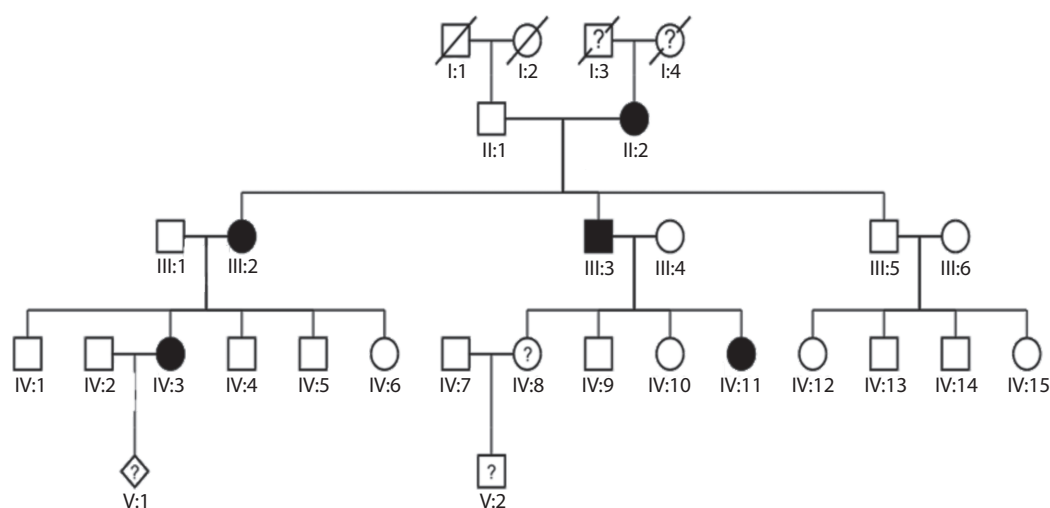 ? ?
I:1 I:2 I:3 I:4
II:1 II:2
III:1 III:2 III:3 III:4 III:5 III:6
?
IV:1 IV:2 IV:3 IV:4 IV:5 IV:6 IV:7 IV:8 IV:9 IV:10 IV:11 IV:12 IV:13 IV:14 IV:15
? ?
V:1 V:2